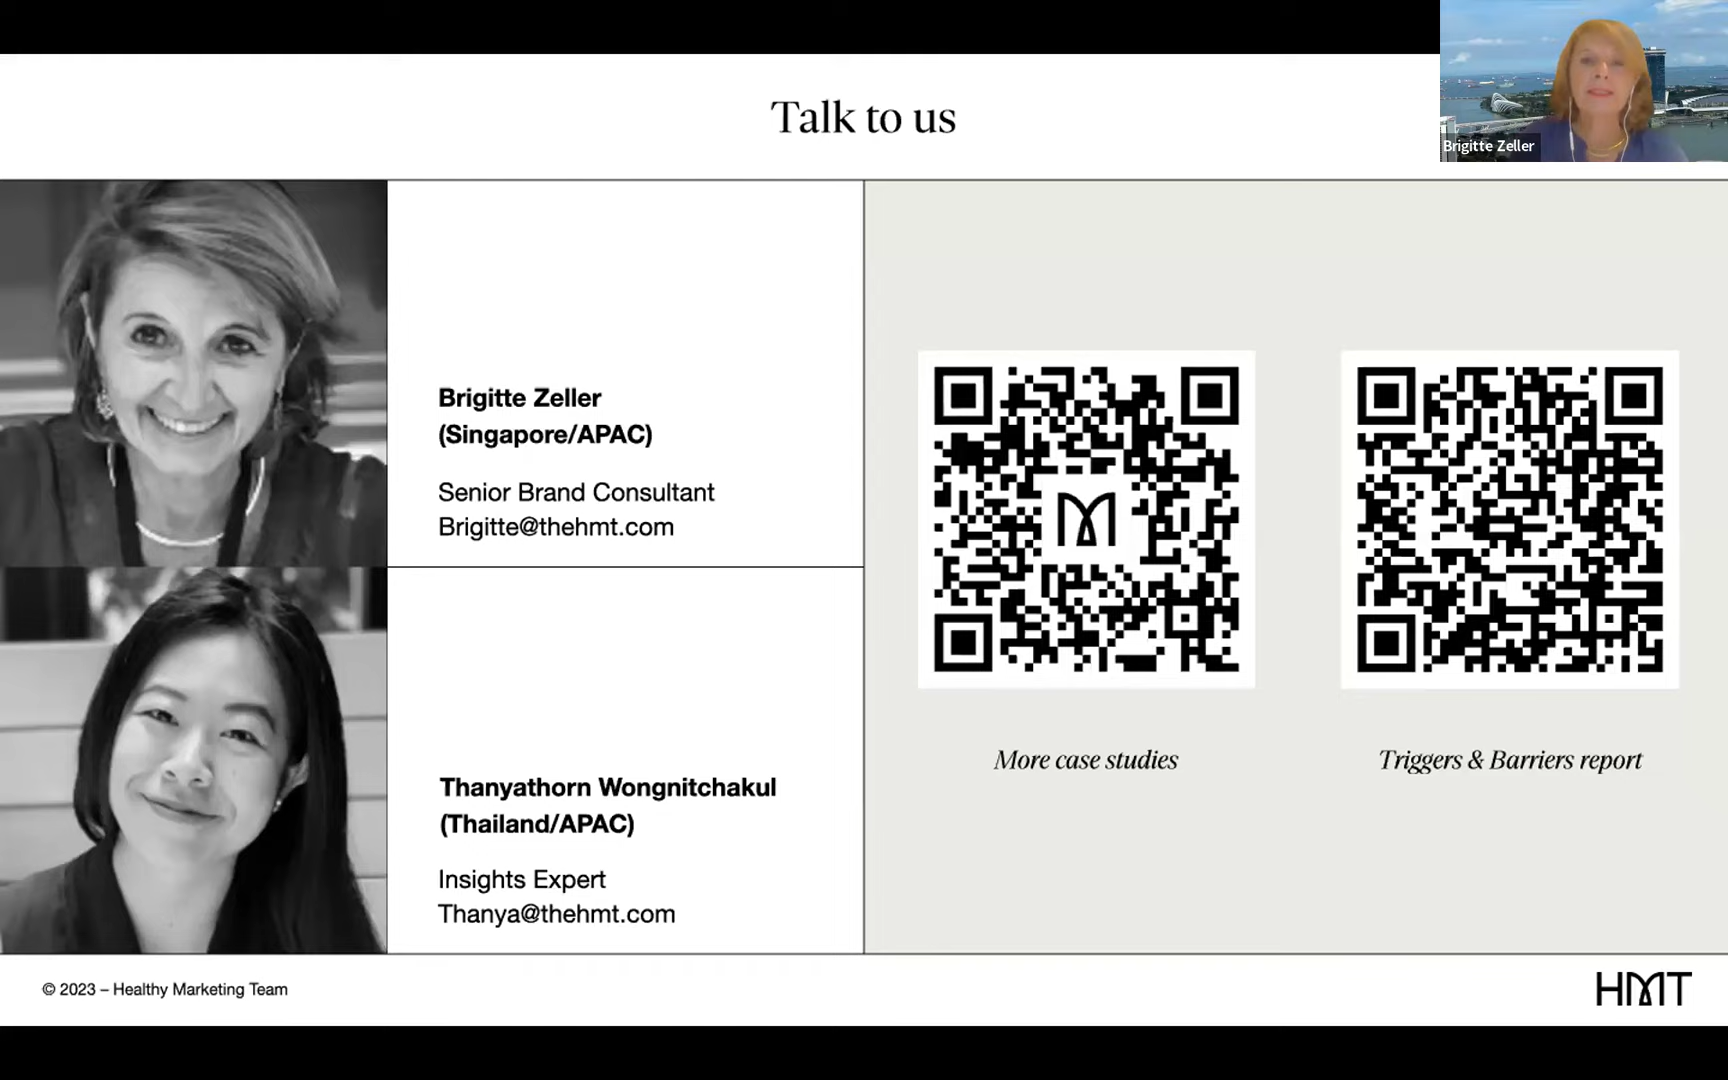 Talk to us
Brigitte Zeller
Brigitte Zeller
(Singapore/APAC)
Senior Brand Consultant
Brigitte@thehmt.com
Thanyathorn Wongnitchakul
(Thailand/APAC)
Insights Expert
Thanya@thehmt.com
More case studies
Triggers & Barriers report
© 2023 – Healthy Marketing Team
HMT